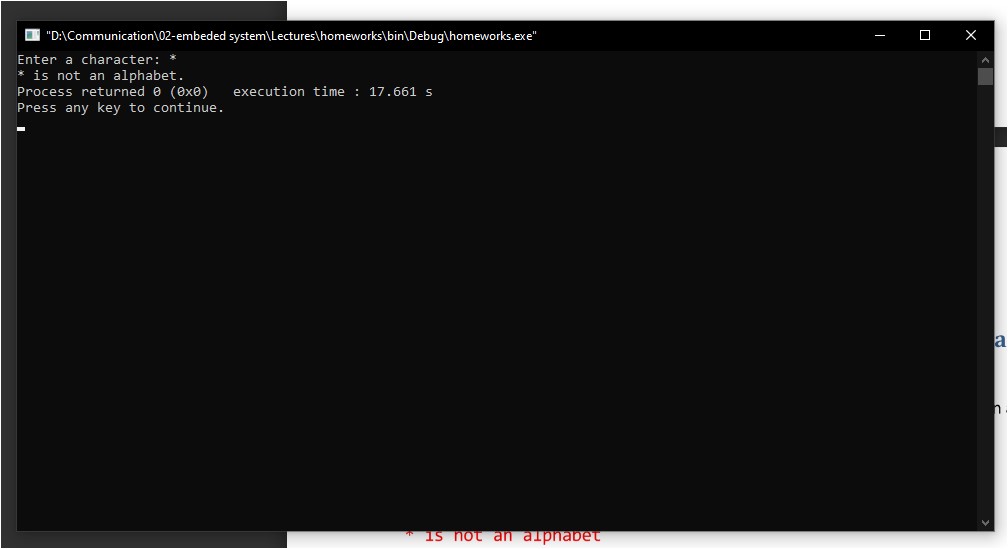 "D:\Communication\02-embeded system\Lectures\homeworks\bin\Debug\homeworks.exe"
Enter a character: *
* is not an alphabet.
Process returned 0 (0x0)   execution time : 17.661 s
Press any key to continue.
a
n a
* is not an alphabet